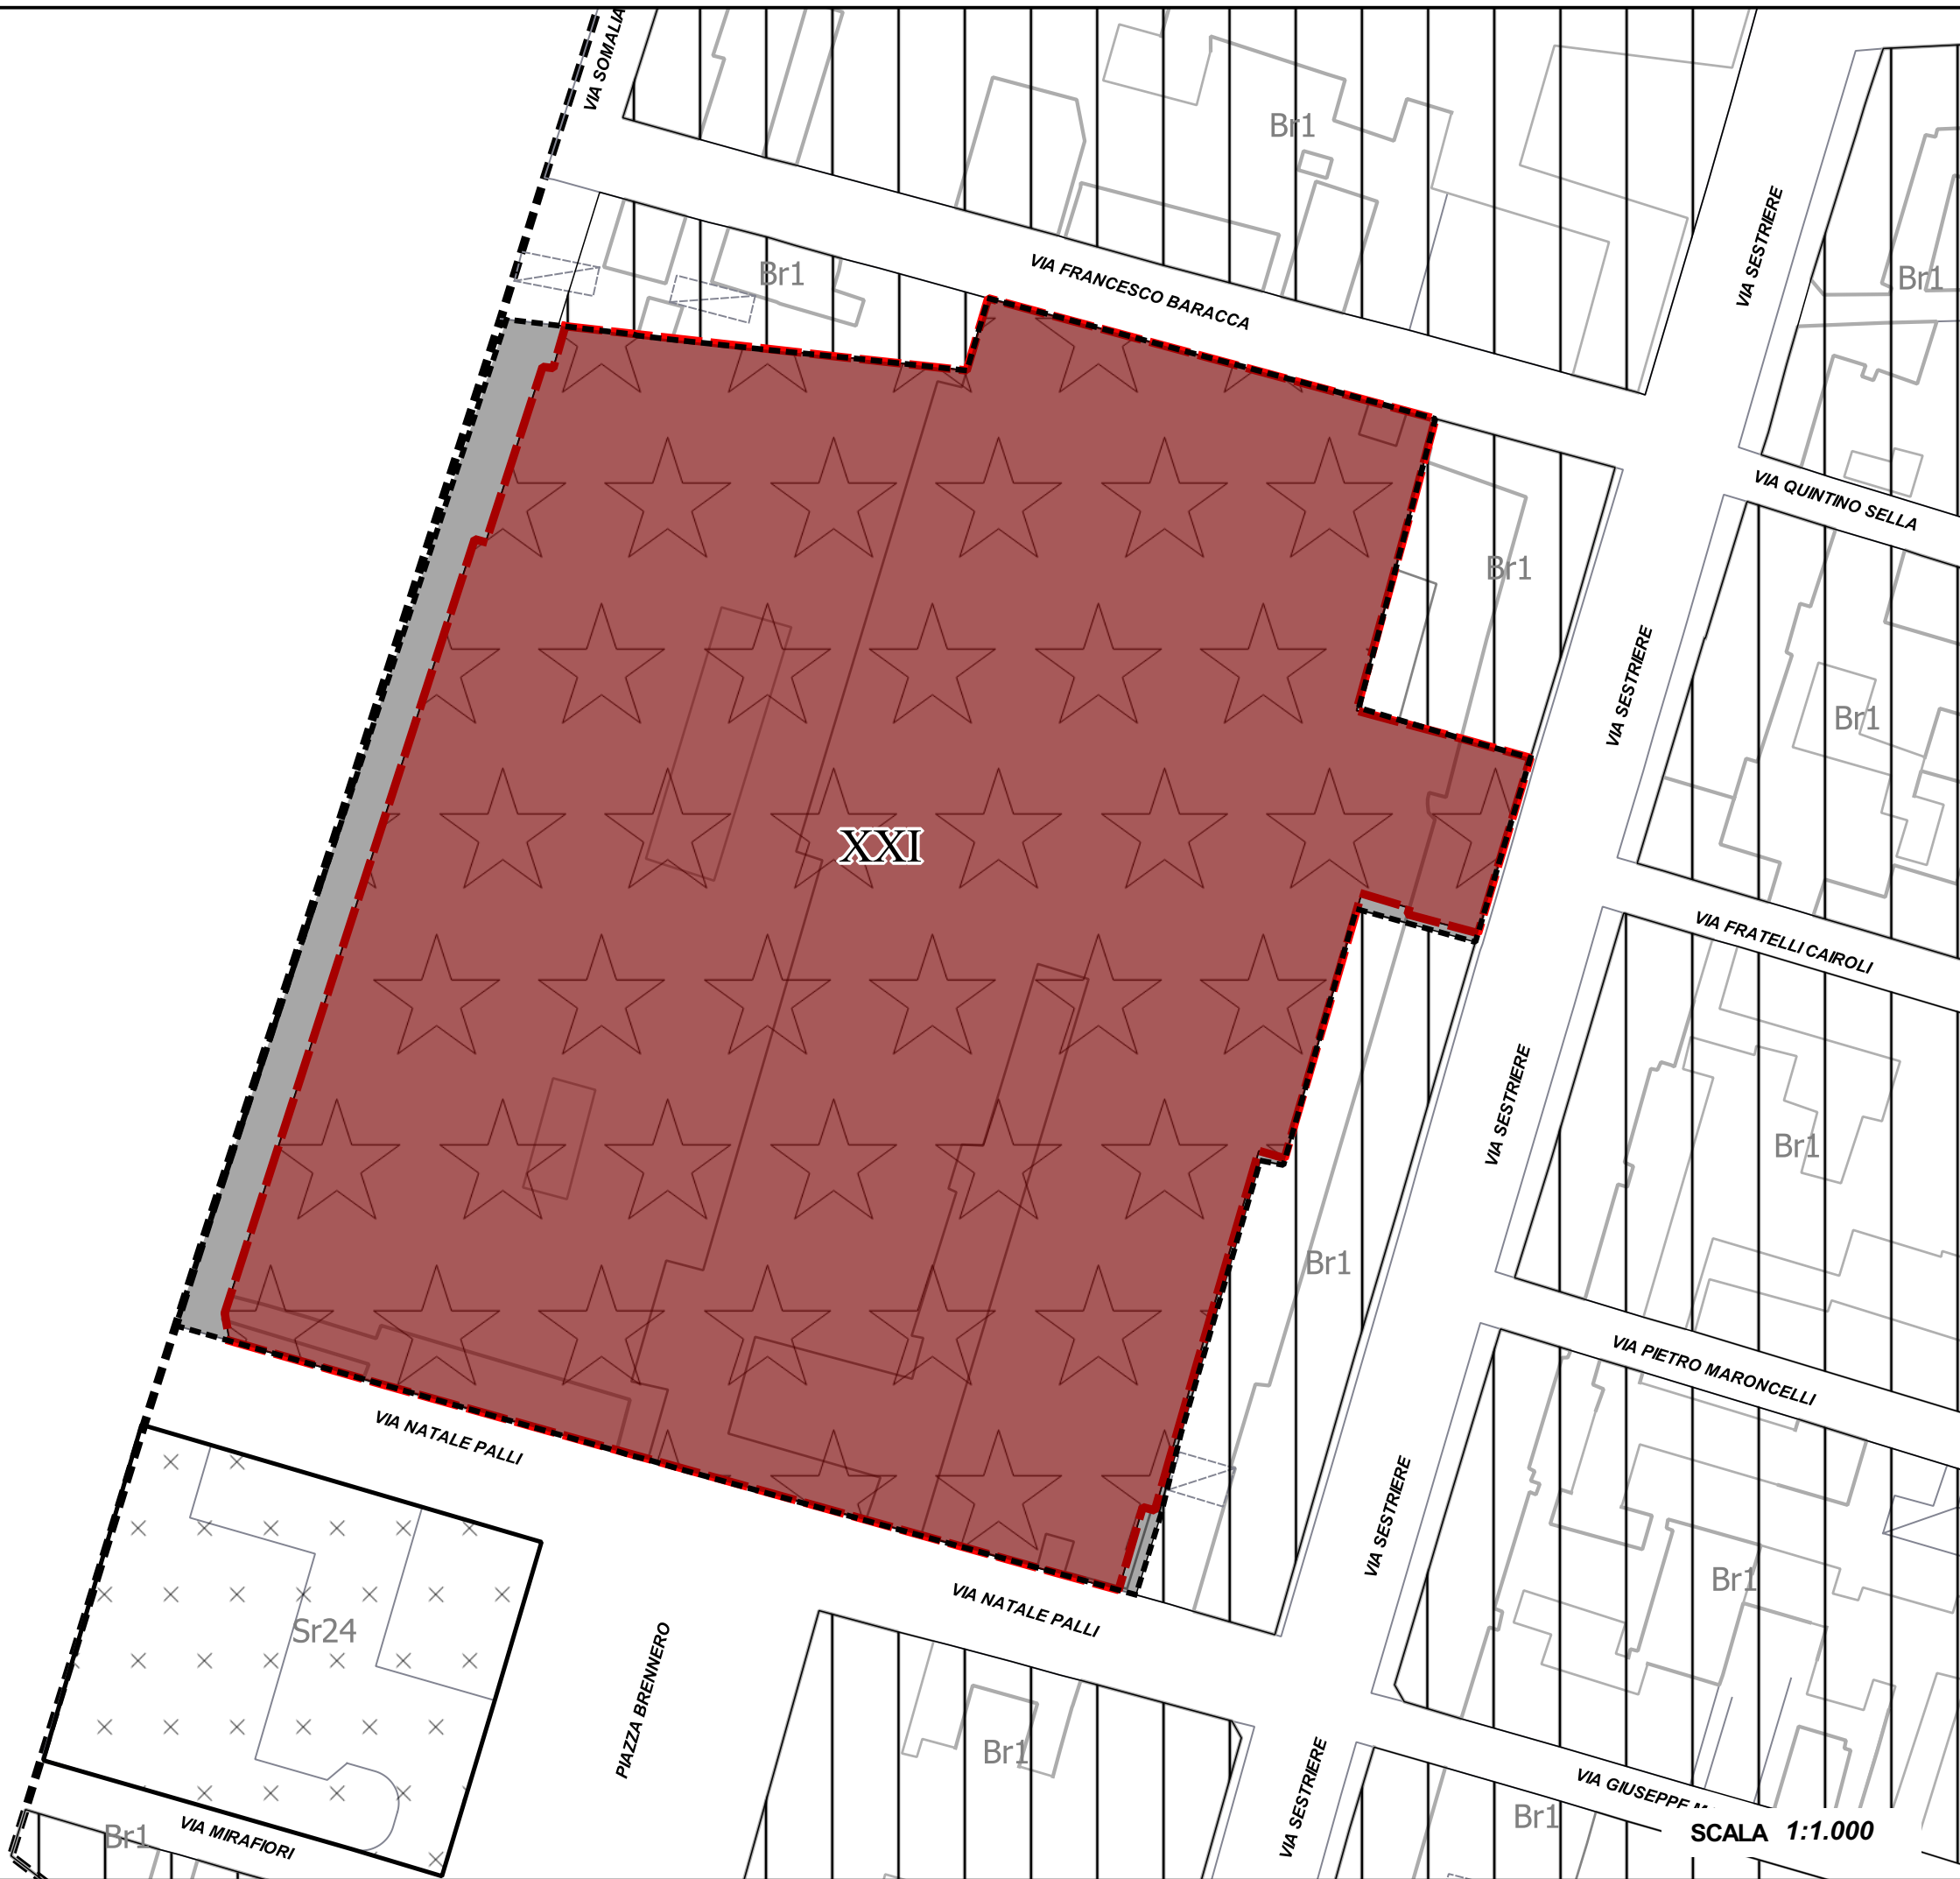 VIA SOMALIA
Br1
VIA SESTRIERE
Br1
Br1
VIA FRANCESCO BARACCA
VIA QUINTINO SELLA
Br1
VIA SESTRIERE
Br1
XXI
VIA FRATELLI CAIROLI
VIA SESTRIERE
Br1
Br1
VIA PIETRO MARONCELLI
VIA NATALE PALLI
VIA SESTRIERE
Br1
VIA NATALE PALLI
Sr24
PIAZZA BRENNERO
Br1
VIA SESTRIERE
VIA GIUSEPPE
Br1
Br1
VIA MIRAFIORI
SCALA 1:1.000